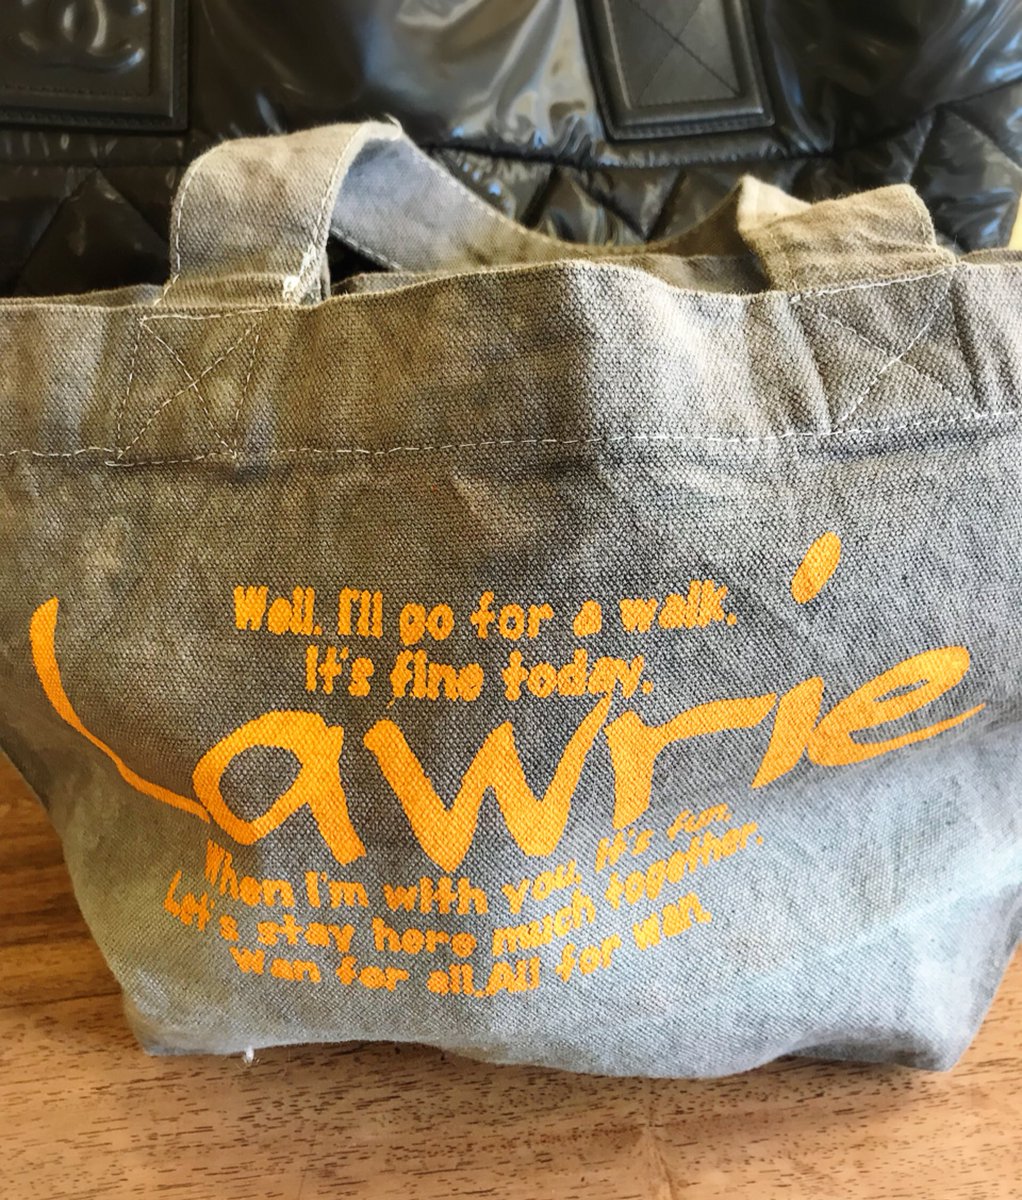 Well. I'll go for a walk.
It's fine today.
Lawrie
When I'm with you, it's fun.
Let's stay here much together.
wan for all.All for wan.